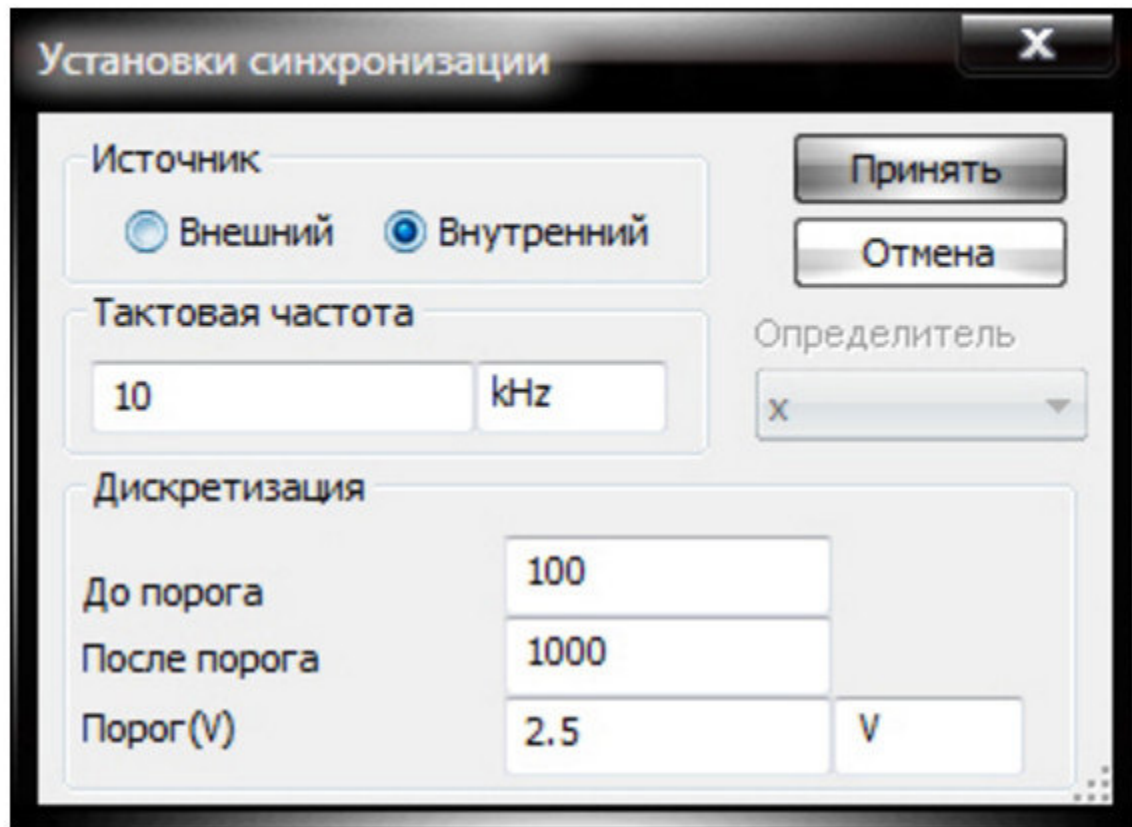 Установки синхронизации
X
Источник
Внешний Внутренний
Принять
Отмена
Тактовая частота
10 kHz
Определитель
x
Дискретизация
До порога 100
После порога 1000
Порог(V) 2.5 V